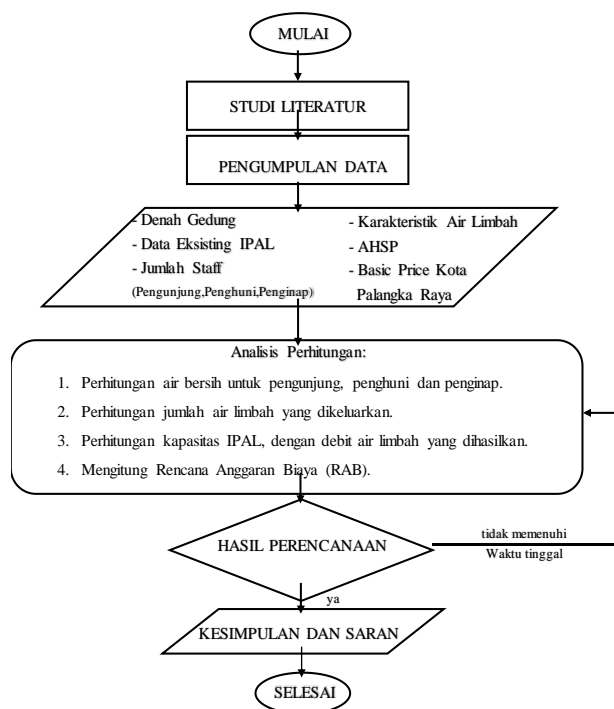 MULAI
STUDI LITERATUR
PENGUMPULAN DATA
- Denah Gedung
- Data Eksisting IPAL
- Jumlah Staff
(Pengunjung,Penghuni,Penginap)
- Karakteristik Air Limbah
- AHSP
- Basic Price Kota
Palangka Raya
Analisis Perhitungan:
1. Perhitungan air bersih untuk pengunjung, penghuni dan penginap.
2. Perhitungan jumlah air limbah yang dikeluarkan.
3. Perhitungan kapasitas IPAL, dengan debit air limbah yang dihasilkan.
4. Mengitung Rencana Anggaran Biaya (RAB).
HASIL PERENCANAAN
tidak memenuhi
Waktu tinggal
ya
KESIMPULAN DAN SARAN
SELESAI